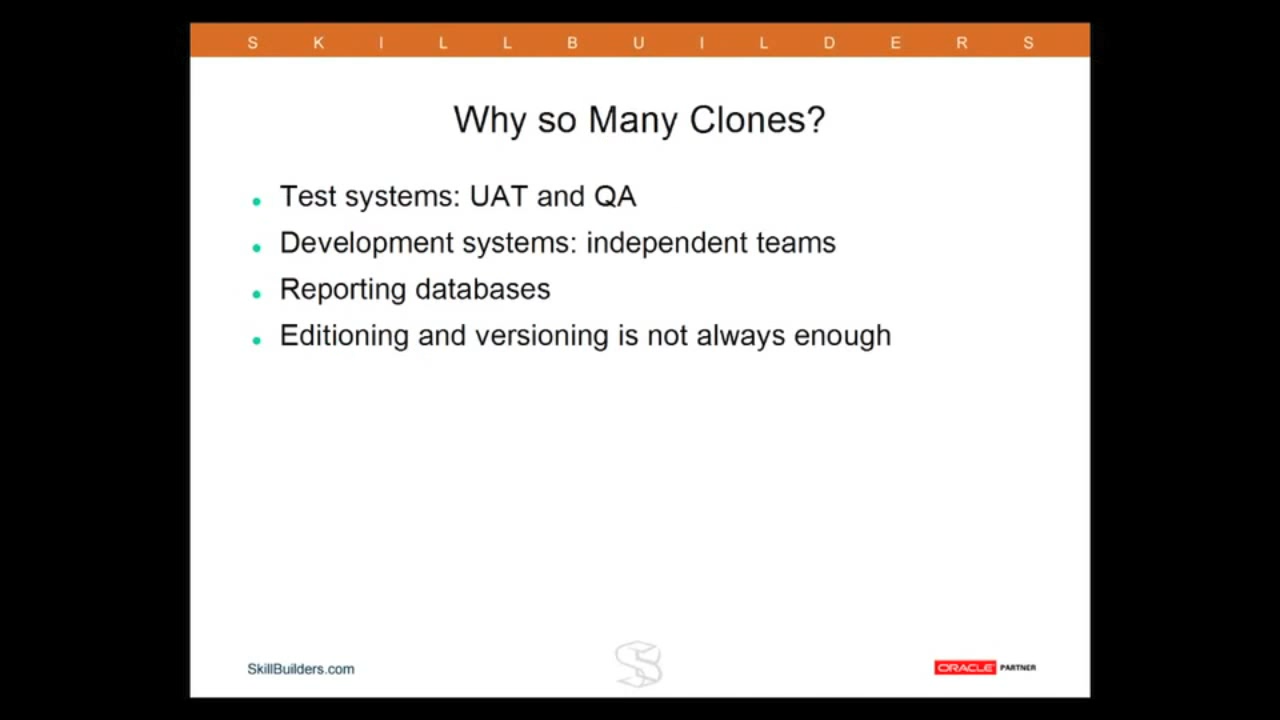 S K I L L B U I L D E R S
Why so Many Clones?
Test systems: UAT and QA
Development systems: independent teams
Reporting databases
Editioning and versioning is not always enough
SkillBuilders.com
S
ORACLE PARTNER